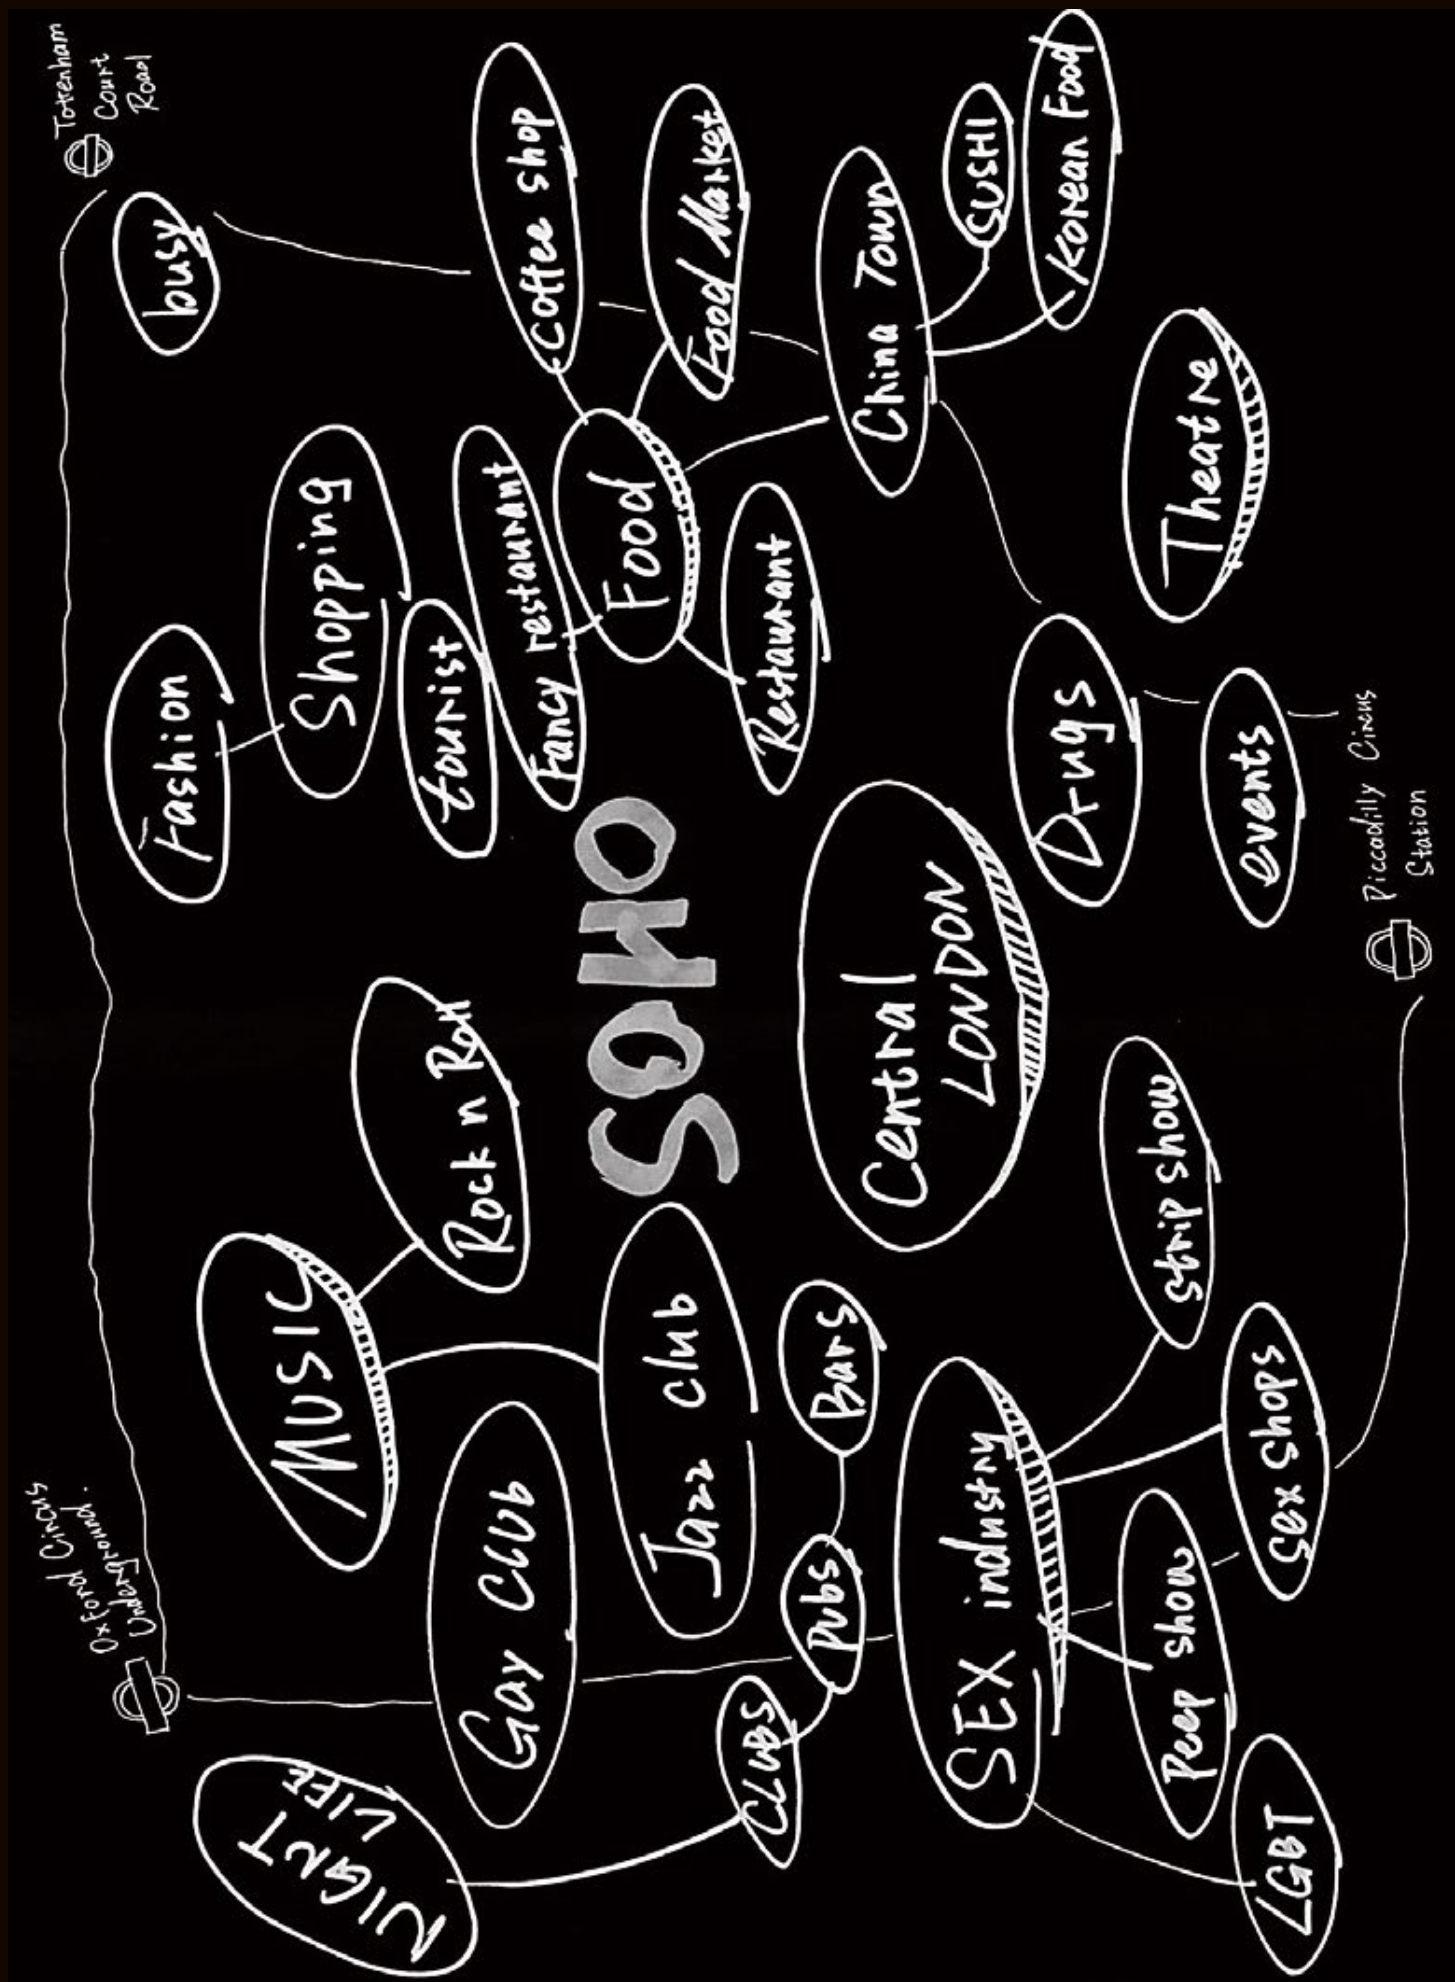 Oxford Circus
Underground.
Tottenham
Court
Road
NIGHT
LIFE
MUSIC
Fashion
busy
Shopping
Gay CLUb
Rock n Roll
tourist
Fancy restaurant
Coffee shop
Jazz club
SOHO
Food
Food Market
CLUBS
Pubs
Bars
Restaurant
Central
LONDON
China Town
SUSHI
Korean Food
SEX industry
Drugs
Theatre
Peep show
strip show
LGBT
Sex shops
events
Piccadilly Circus
Station